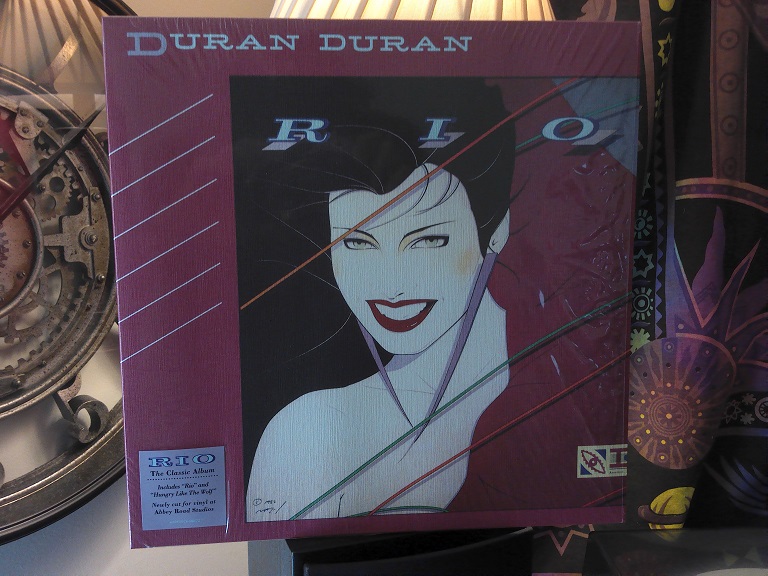 DURAN DURAN
RIO
RIO
The Classic Album
Includes "Rio" and
"Hungry Like The Wolf"
Newly cut for vinyl at
Abbey Road Studios